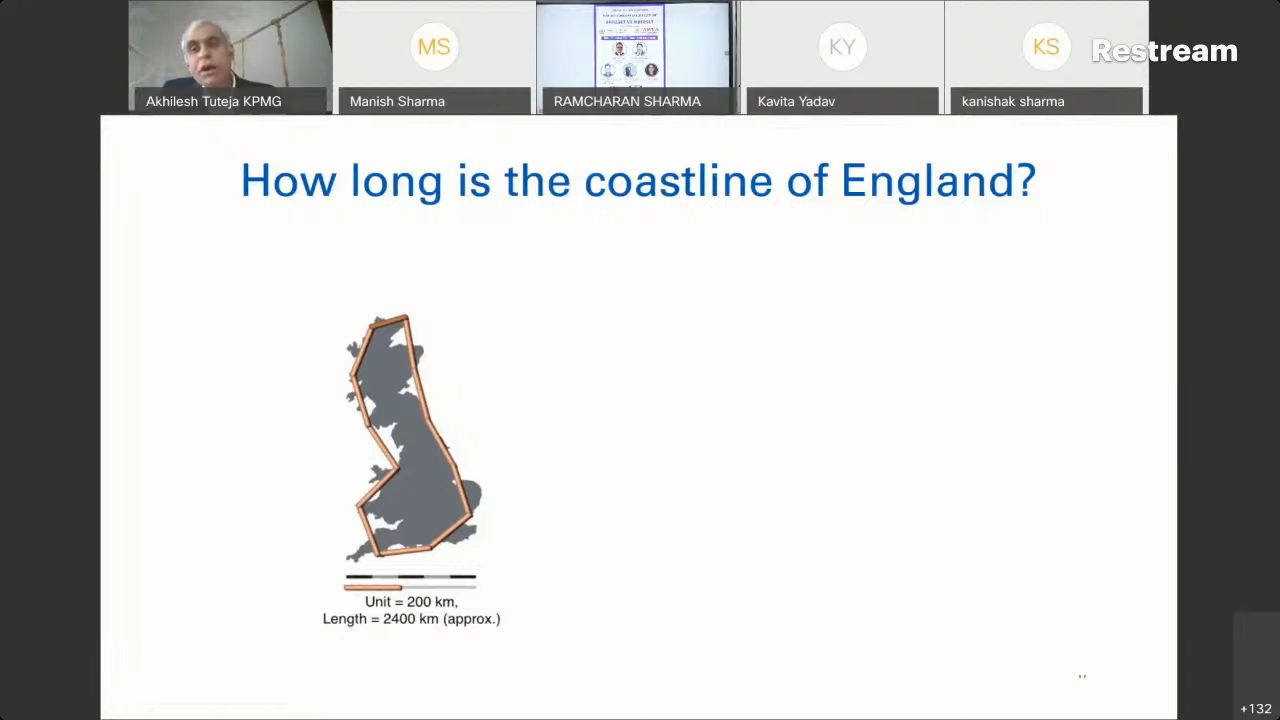 MS
KY
KS
Restream
Akhilesh Tuteja KPMG
Manish Sharma
RAMCHARAN SHARMA
Kavita Yadav
kanishak sharma
How long is the coastline of England?
Unit = 200 km,
Length = 2400 km (approx.)
+132